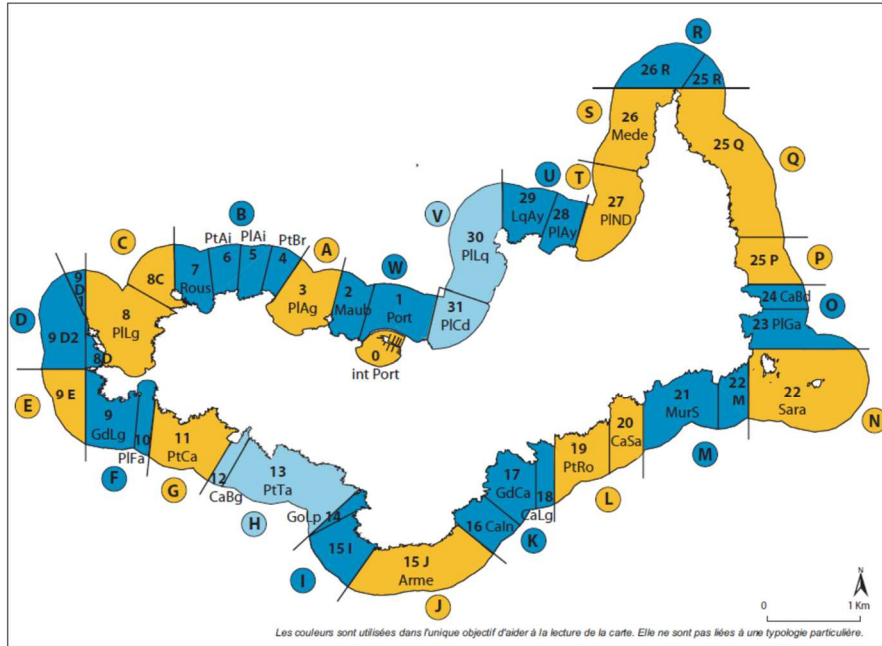 R
26 R
25 R
S
26
Mede
25 Q
Q
U
T
V
29
LqAy
28
PlAy
27
PlND
B
PtAi
PlAi
PtBr
C
A
30
PlLq
8C
7
Rous
6
5
4
W
25 P
P
9
D
1
3
PlAg
2
Maub
1
Port
31
PlCd
24 CaBd
O
D
8
PlLg
23 PlGa
9 D2
8D
0
int Port
E
9 E
21
MurS
22
M
22
Sara
N
9
GdLg
10
PlFa
11
PtCa
20
CaSa
19
PtRo
M
F
G
12
CaBg
13
PtTa
17
GdCa
18
CaLg
L
H
GoLp 14
16 CaIn
K
15 I
I
15 J
Arme
J
N
0
1 Km
Les couleurs sont utilisées dans l'unique objectif d'aider à la lecture de la carte. Elle ne sont pas liées à une typologie particulière.